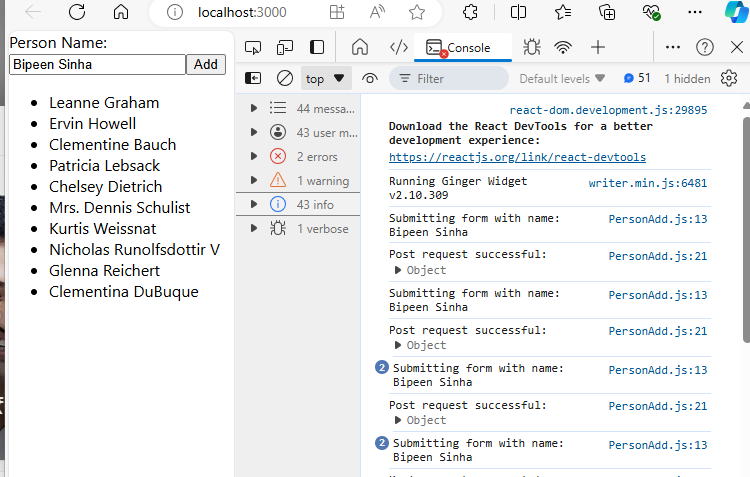 localhost:3000
Person Name:
Bipeen Sinha
Add
Leanne Graham
Ervin Howell
Clementine Bauch
Patricia Lebsack
Chelsey Dietrich
Mrs. Dennis Schulist
Kurtis Weissnat
Nicholas Runolfsdottir V
Glenna Reichert
Clementina DuBuque
Console
top
Filter
Default levels
51
1 hidden
44 messa...
43 user m...
2 errors
1 warning
43 info
1 verbose
react-dom.development.js:29895
Download the React DevTools for a better
development experience:
https://reactjs.org/link/react-devtools
Running Ginger Widget writer.min.js:6481
v2.10.309
Submitting form with name: PersonAdd.js:13
Bipeen Sinha
Post request successful: PersonAdd.js:21
Object
Submitting form with name: PersonAdd.js:13
Bipeen Sinha
Post request successful: PersonAdd.js:21
Object
2 Submitting form with name: PersonAdd.js:13
Bipeen Sinha
Post request successful: PersonAdd.js:21
Object
2 Submitting form with name: PersonAdd.js:13
Bipeen Sinha